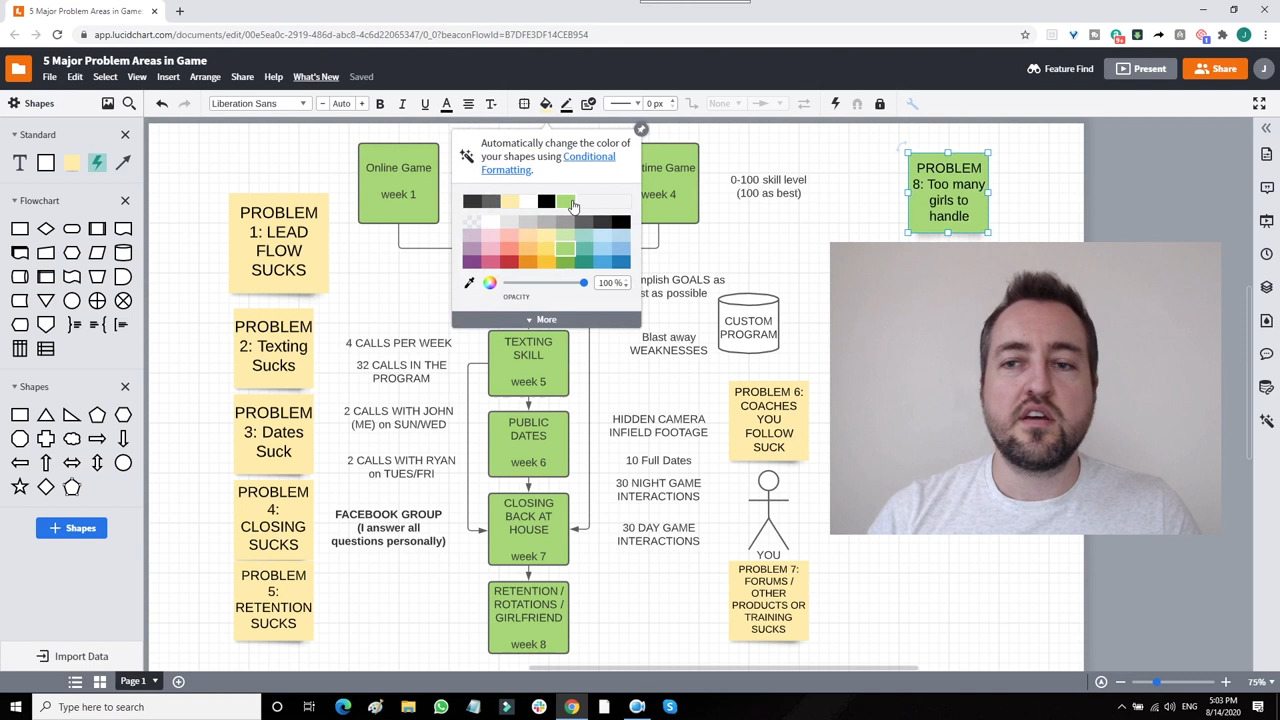 5 Major Problem Areas in Game
app.lucidchart.com/documents/edit/00e5ea0c-2919-486d-abc8-4c6d22065347/0_0?beaconFlowId=B7DFE3DF14CEB954
5 Major Problem Areas in Game
File Edit Select View Insert Arrange Share Help What's New Saved
Feature Find
Present
Share
J
Shapes
Liberation Sans
Auto
0 px
None
Standard
Flowchart
Shapes
+ Shapes
Import Data
Automatically change the color of
your shapes using Conditional
Formatting.
100 %
OPACITY
More
Online Game
week 1
time Game
week 4
0-100 skill level
(100 as best)
PROBLEM
8: Too many
girls to
handle
PROBLEM
1: LEAD
FLOW
SUCKS
PROBLEM
2: Texting
Sucks
PROBLEM
3: Dates
Suck
PROBLEM
4:
CLOSING
SUCKS
PROBLEM
5:
RETENTION
SUCKS
4 CALLS PER WEEK
32 CALLS IN THE
PROGRAM
2 CALLS WITH JOHN
(ME) on SUN/WED
2 CALLS WITH RYAN
on TUES/FRI
FACEBOOK GROUP
(I answer all
questions personally)
TEXTING
SKILL
week 5
PUBLIC
DATES
week 6
CLOSING
BACK AT
HOUSE
week 7
RETENTION /
ROTATIONS /
GIRLFRIEND
week 8
mplish GOALS as
st as possible
Blast away
WEAKNESSES
CUSTOM
PROGRAM
HIDDEN CAMERA
INFIELD FOOTAGE
10 Full Dates
30 NIGHT GAME
INTERACTIONS
30 DAY GAME
INTERACTIONS
PROBLEM 6:
COACHES
YOU
FOLLOW
SUCK
YOU
PROBLEM 7:
FORUMS /
OTHER
PRODUCTS OR
TRAINING
SUCKS
Page 1
75%
Type here to search
5:03 PM
8/14/2020